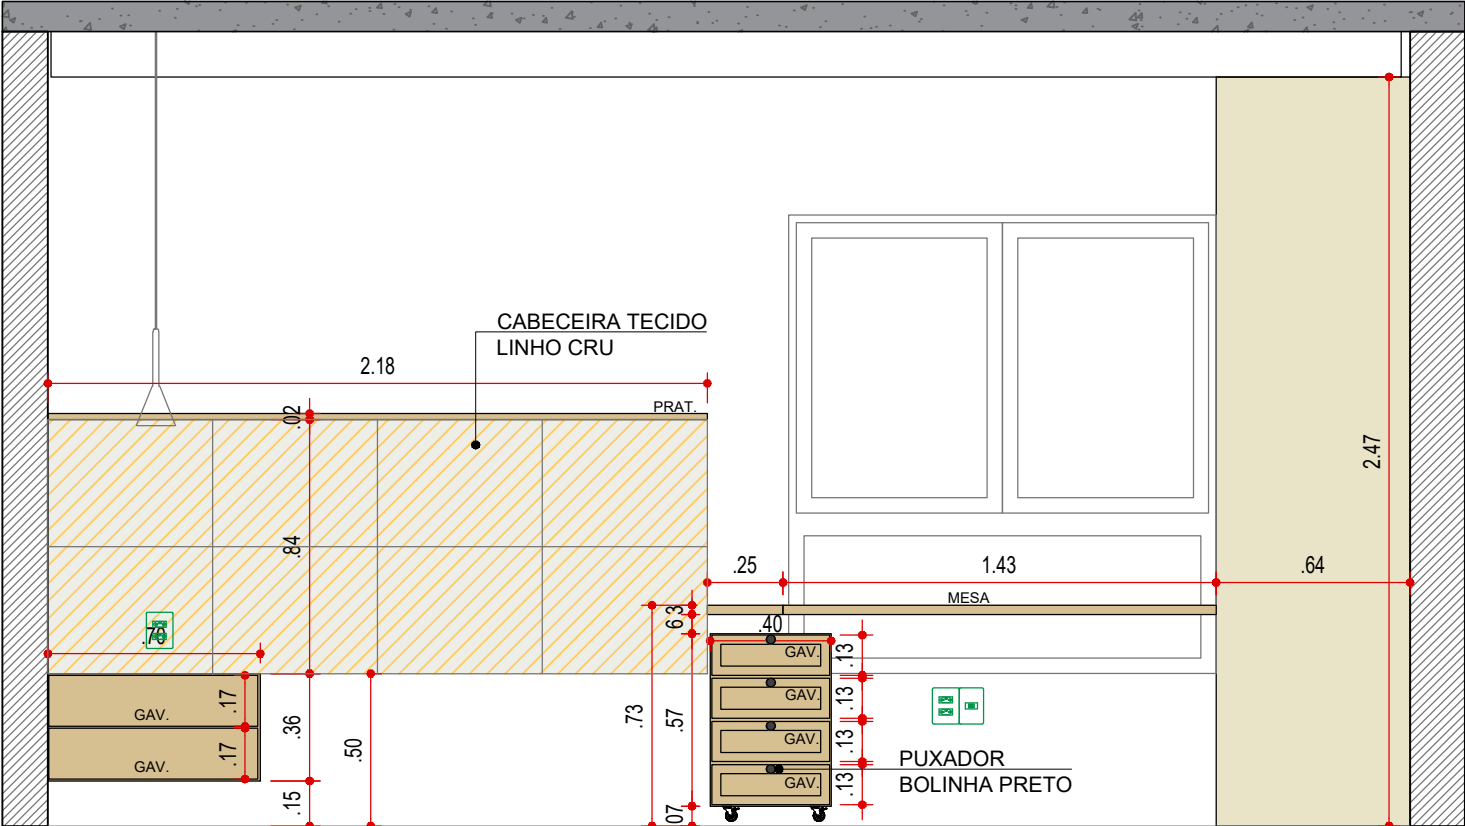 CABECEIRA TECIDO
LINHO CRU
2.18
PRAT.
.02
.84
2.47
.25
1.43
.64
MESA
6.3
.40
.70
GAV.
.13
GAV.
.13
GAV.
.13
GAV.
.13
.17
GAV.
.17
GAV.
.36
.50
.15
.73
.57
.07
PUXADOR
BOLINHA PRETO